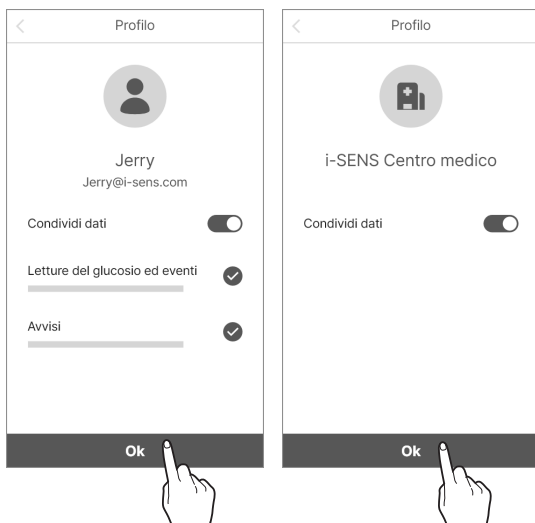 Profilo
Jerry
Jerry@i-sens.com
Condividi dati
Letture del glucosio ed eventi
Avvisi
Ok
Profilo
i-SENS Centro medico
Condividi dati
Ok